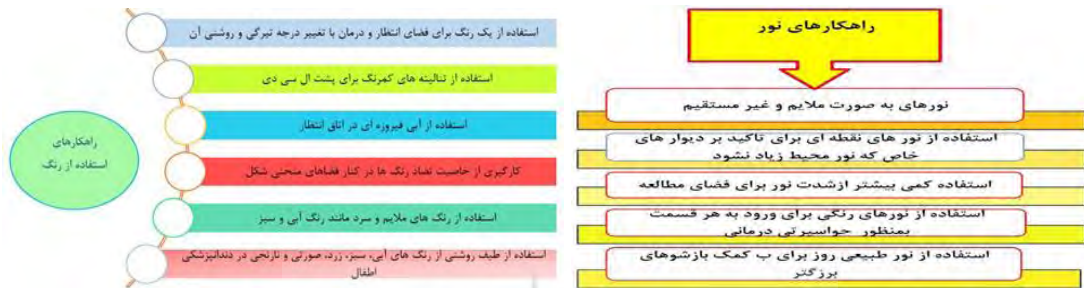 راهکارهای نور
نورهای به صورت ملایم و غیر مستقیم
استفاده از نور های نقطه ای برای تاکید بر دیوار های
خاص که نور محیط زیاد نشود
استفاده کمی بیشتر ازشدت نور برای فضای مطالعه
استفاده از نورهای رنگی برای ورود به هر قسمت
بمنظور حواسپرتی درمانی
استفاده از نور طبیعی روز برای ب کمک بازشوهای
برزگتر
راهکارهای
استفاده از رنگ
استفاده از یک رنگ برای فضای انتظار و درمان با تغییر درجه تیرگی و روشنی آن
استفاده از تنالیته های کمرنگ برای پشت ال سی دی
استفاده از آبی فیروزه ای در اتاق انتظار
کارگیری از خاصیت تضاد رنگ ها در کنار فضاهای منحنی شکل
استفاده از رنگ های ملایم و سرد مانند رنگ آبی و سبز
استفاده از طیف روشنی از رنگ های آبی، سبز، زرد، صورتی و نارنجی در دندانپزشکی
اطفال